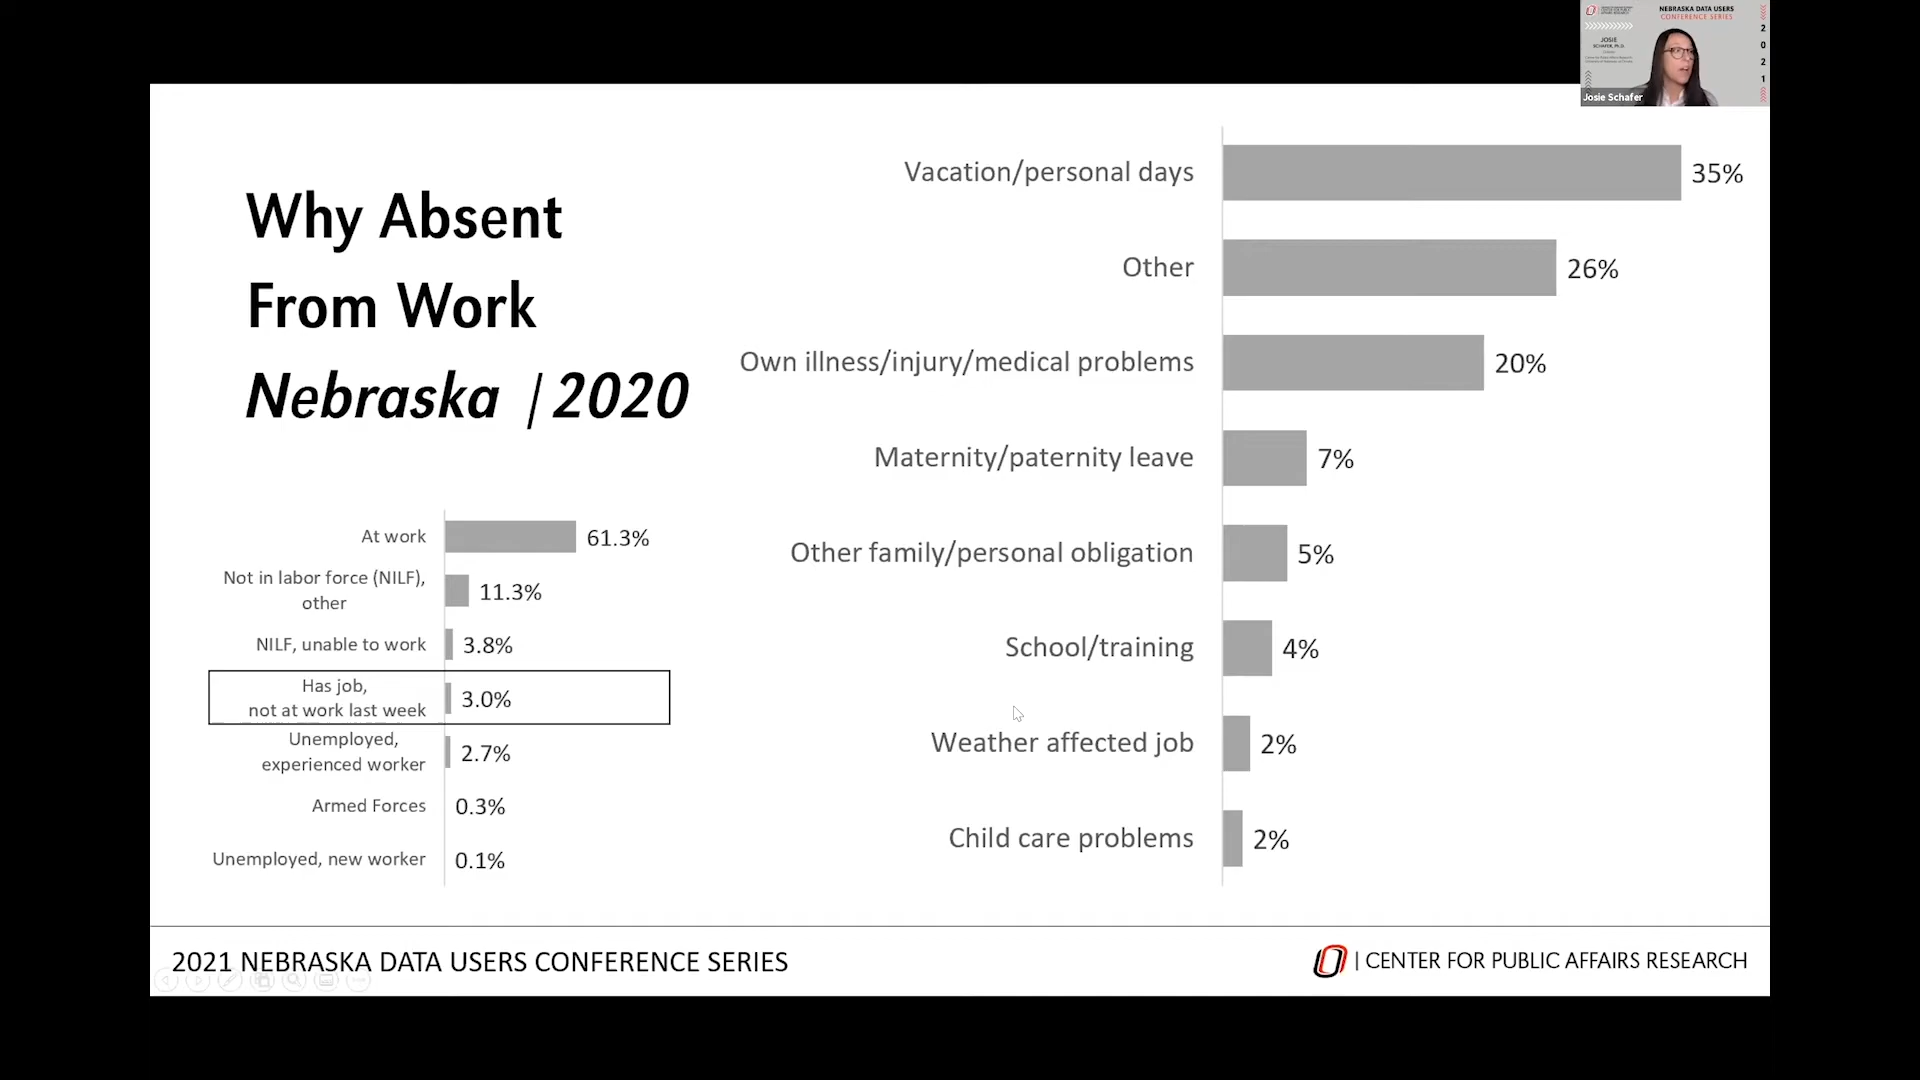 NEBRASKA DATA USERS
CONFERENCE SERIES
JOSIE
SCHAFER, PH.D.
2
0
2
1
Josie Schafer
Why Absent
From Work
Nebraska | 2020
At work
61.3%
Not in labor force (NILF),
other
11.3%
NILF, unable to work
3.8%
Has job,
not at work last week
3.0%
Unemployed,
experienced worker
2.7%
Armed Forces
0.3%
Unemployed, new worker
0.1%
Vacation/personal days
35%
Other
26%
Own illness/injury/medical problems
20%
Maternity/paternity leave
7%
Other family/personal obligation
5%
School/training
4%
Weather affected job
2%
Child care problems
2%
2021 NEBRASKA DATA USERS CONFERENCE SERIES
O | CENTER FOR PUBLIC AFFAIRS RESEARCH